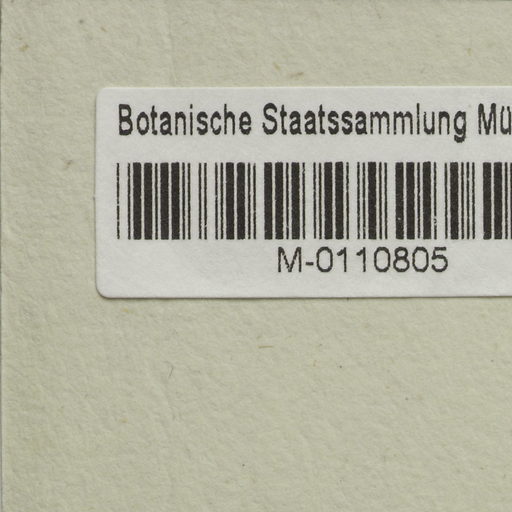 Botanische Staatssammlung Mü
M-0110805